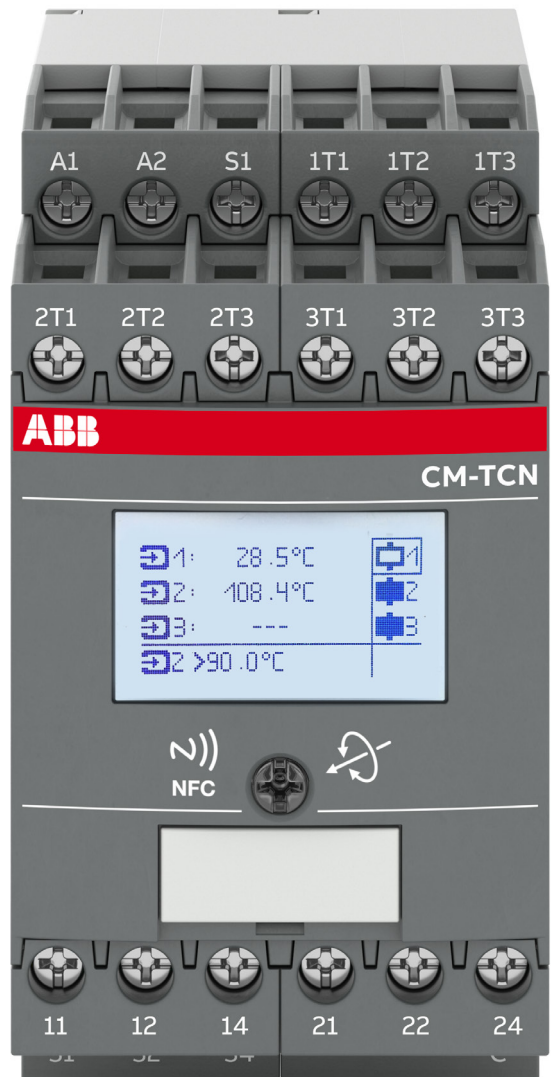 A1 A2 S1 1T1 1T2 1T3
2T1 2T2 2T3 3T1 3T2 3T3
ABB
CM-TCN
1: 28.5°C 1
2: 108.4°C 2
3: --- 3
2 >90.0°C
NFC
11 12 14 21 22 24